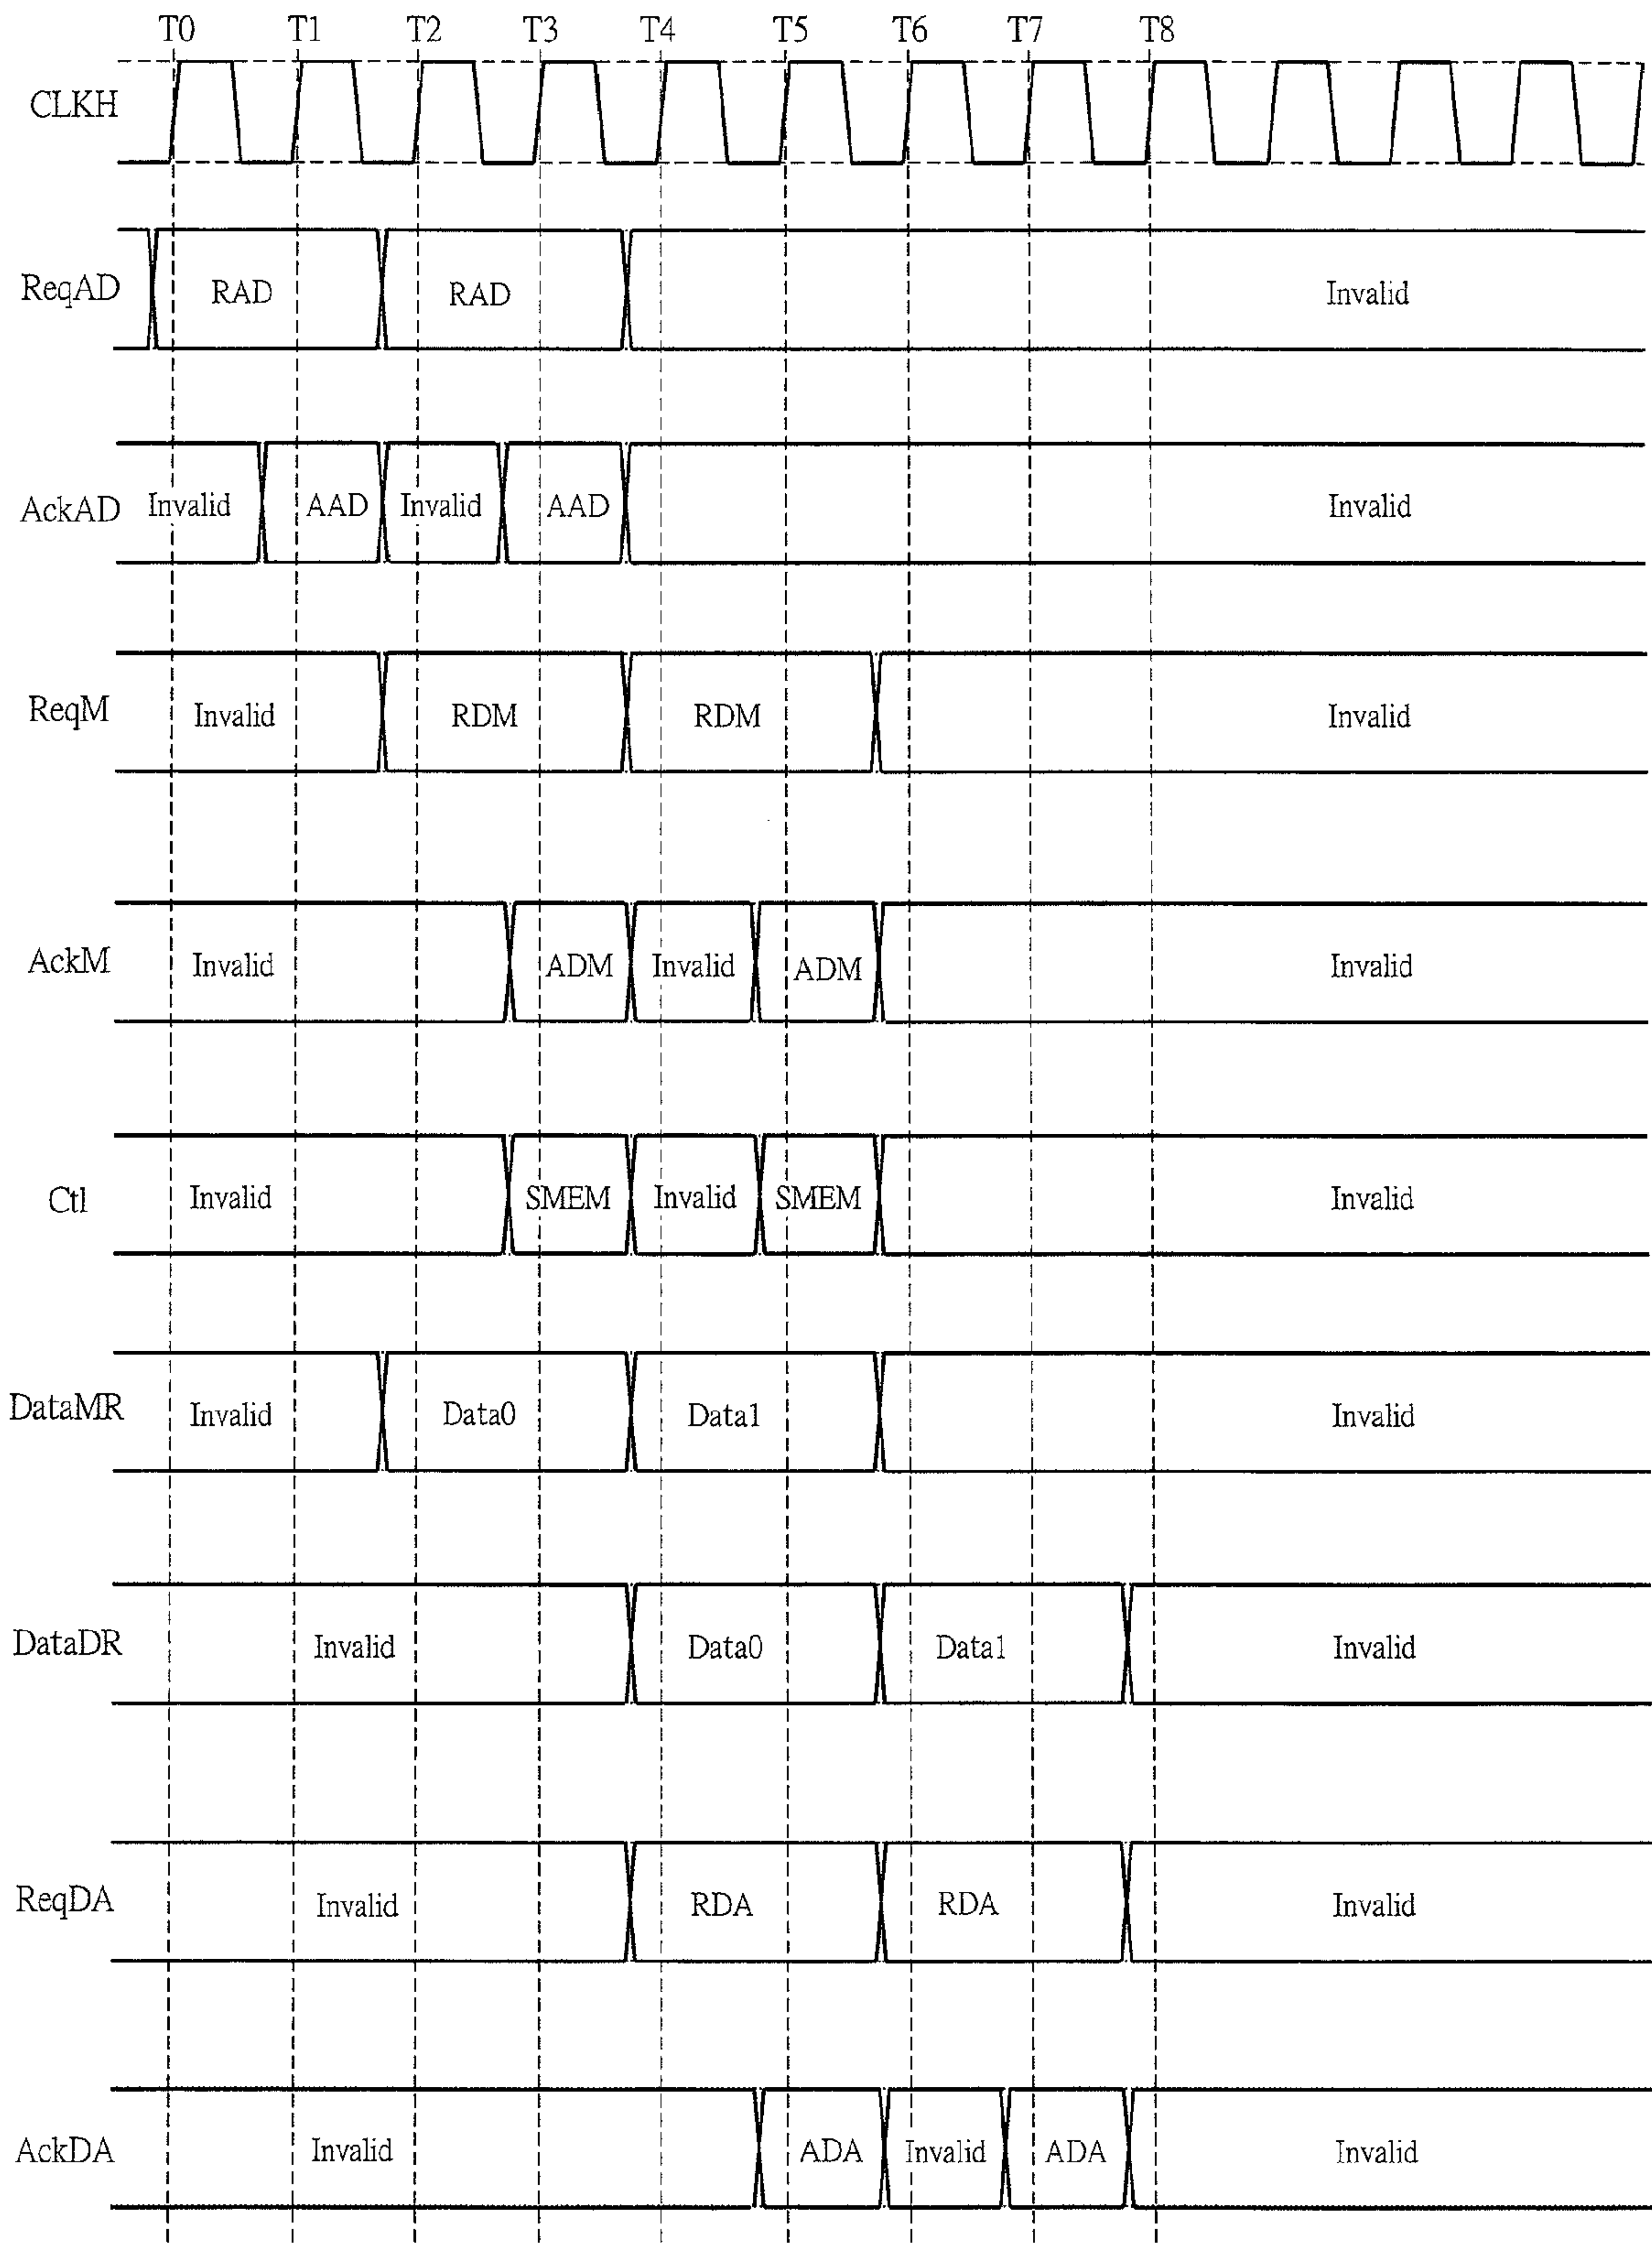 T0 T1 T2 T3 T4 T5 T6 T7 T8
CLKH
ReqAD RAD RAD Invalid
AckAD Invalid AAD Invalid AAD Invalid
ReqM Invalid RDM RDM Invalid
AckM Invalid ADM Invalid ADM Invalid
Ctl Invalid SMEM Invalid SMEM Invalid
DataMR Invalid Data0 Data1 Invalid
DataDR Invalid Data0 Data1 Invalid
ReqDA Invalid RDA RDA Invalid
AckDA Invalid ADA Invalid ADA Invalid